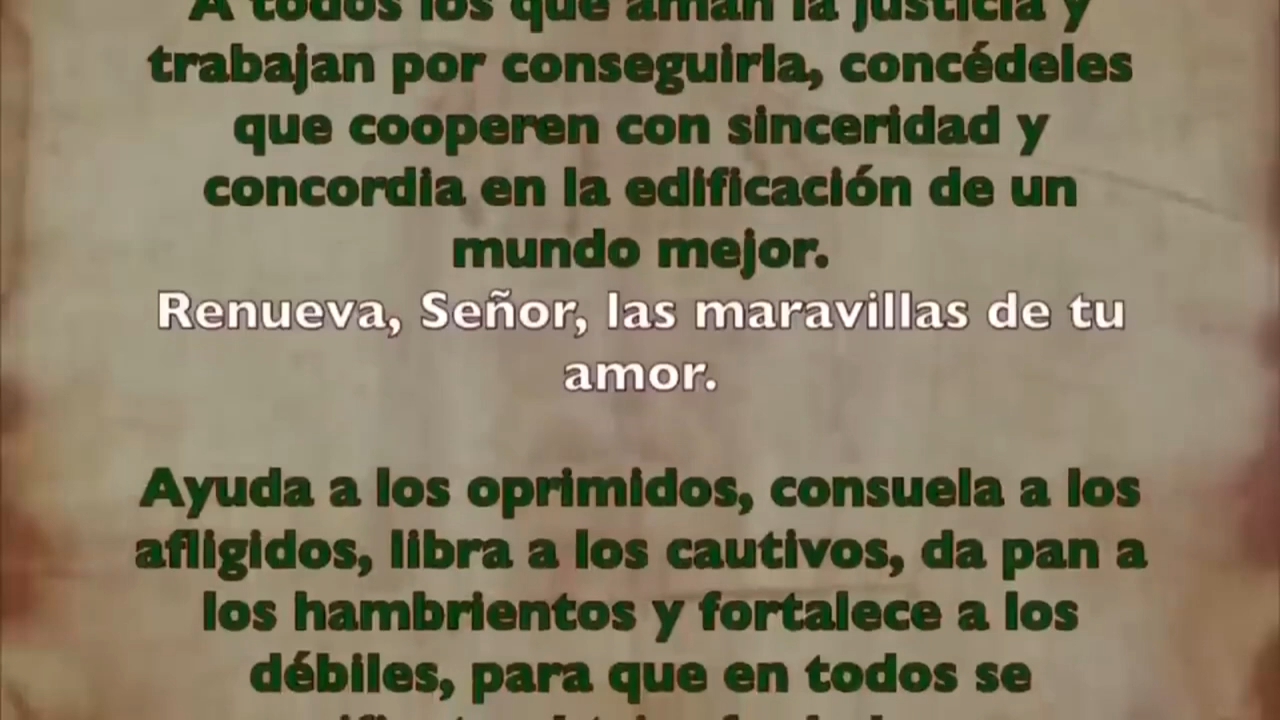 A todos los que aman la justicia y
trabajan por conseguirla, concédeles
que cooperen con sinceridad y
concordia en la edificación de un
mundo mejor.
Renueva, Señor, las maravillas de tu
amor.
Ayuda a los oprimidos, consuela a los
afligidos, libra a los cautivos, da pan a
los hambrientos y fortalece a los
débiles, para que en todos se